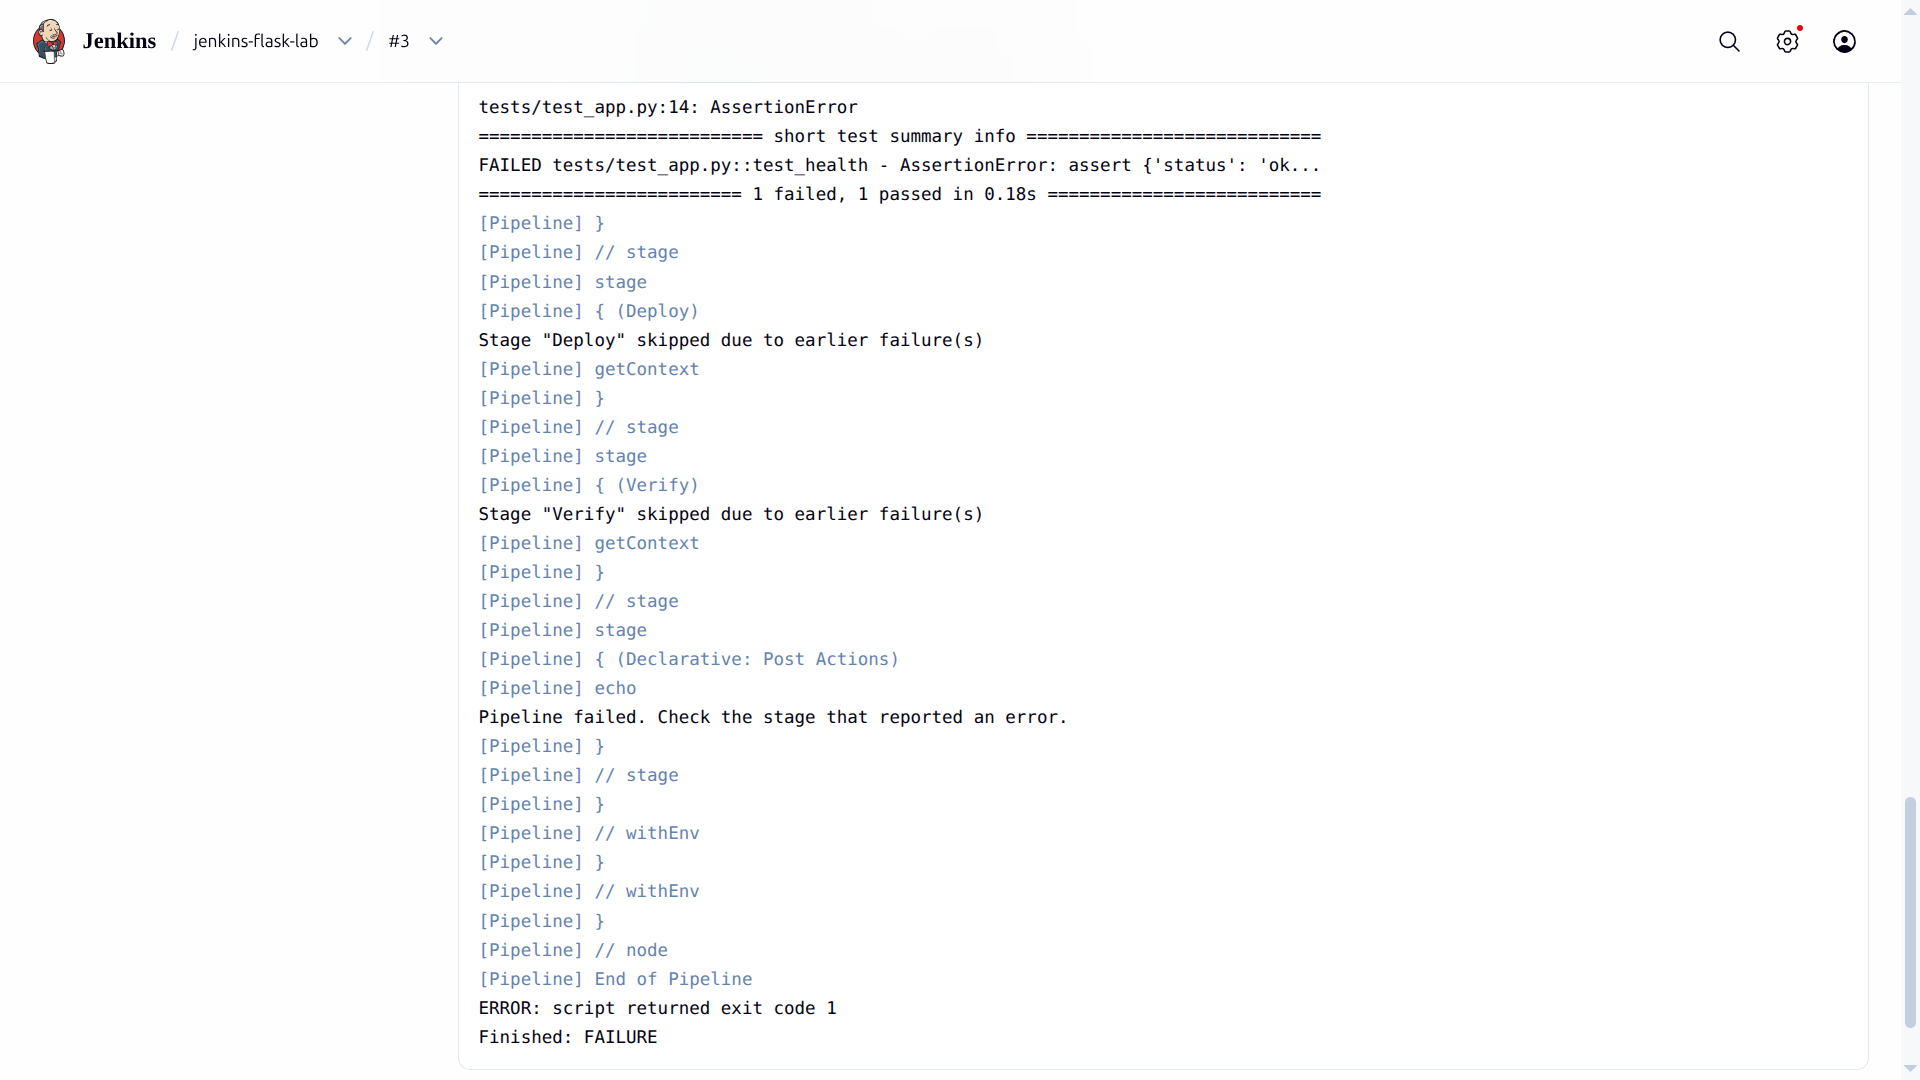 Jenkins / jenkins-flask-lab / #3
tests/test_app.py:14: AssertionError
=========================== short test summary info ============================
FAILED tests/test_app.py::test_health - AssertionError: assert {'status': 'ok...
========================= 1 failed, 1 passed in 0.18s ==========================
[Pipeline] }
[Pipeline] // stage
[Pipeline] stage
[Pipeline] { (Deploy)
Stage "Deploy" skipped due to earlier failure(s)
[Pipeline] getContext
[Pipeline] }
[Pipeline] // stage
[Pipeline] stage
[Pipeline] { (Verify)
Stage "Verify" skipped due to earlier failure(s)
[Pipeline] getContext
[Pipeline] }
[Pipeline] // stage
[Pipeline] stage
[Pipeline] { (Declarative: Post Actions)
[Pipeline] echo
Pipeline failed. Check the stage that reported an error.
[Pipeline] }
[Pipeline] // stage
[Pipeline] }
[Pipeline] // withEnv
[Pipeline] }
[Pipeline] // withEnv
[Pipeline] }
[Pipeline] // node
[Pipeline] End of Pipeline
ERROR: script returned exit code 1
Finished: FAILURE